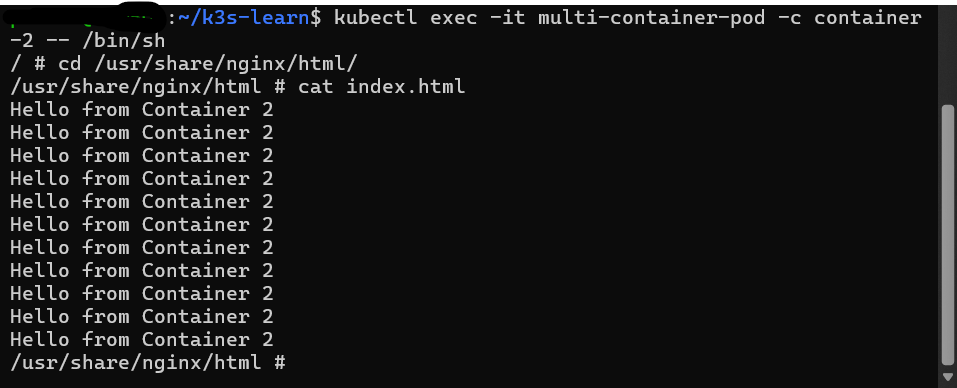 :~/k3s-learn$ kubectl exec -it multi-container-pod -c container
-2 -- /bin/sh
/ # cd /usr/share/nginx/html/
/usr/share/nginx/html # cat index.html
Hello from Container 2
Hello from Container 2
Hello from Container 2
Hello from Container 2
Hello from Container 2
Hello from Container 2
Hello from Container 2
Hello from Container 2
Hello from Container 2
Hello from Container 2
Hello from Container 2
/usr/share/nginx/html #